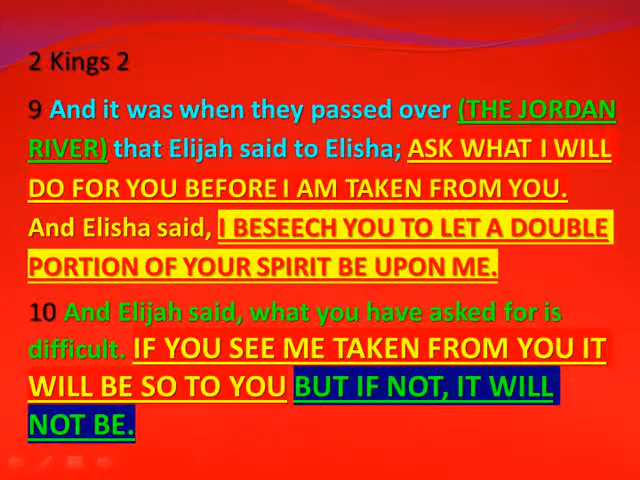 2 Kings 2
9 And it was when they passed over (THE JORDAN
RIVER) that Elijah said to Elisha; ASK WHAT I WILL
DO FOR YOU BEFORE I AM TAKEN FROM YOU.
And Elisha said, I BESEECH YOU TO LET A DOUBLE
PORTION OF YOUR SPIRIT BE UPON ME.
10 And Elijah said, what you have asked for is
difficult. IF YOU SEE ME TAKEN FROM YOU IT
WILL BE SO TO YOU BUT IF NOT, IT WILL
NOT BE.